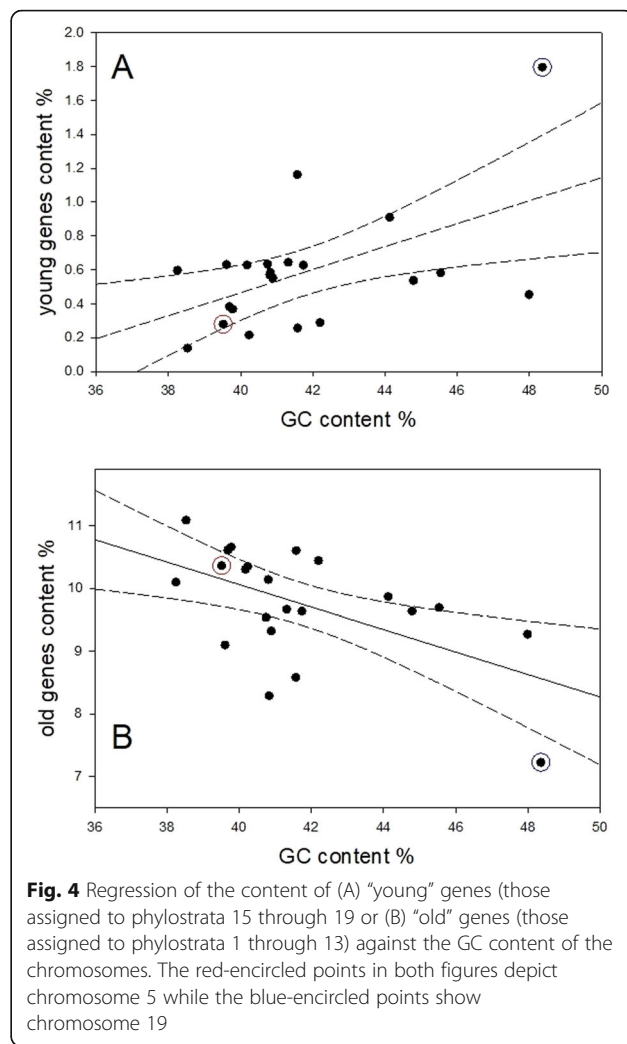 2.0
1.8
1.6
1.4
1.2
1.0
0.8
0.6
0.4
0.2
0.0
A
young genes content %
36 38 40 42 44 46 48 50
GC content %
11
10
9
8
7
B
old genes content %
36 38 40 42 44 46 48 50
GC content %
Fig. 4 Regression of the content of (A) “young” genes (those
assigned to phylostrata 15 through 19 or (B) “old” genes (those
assigned to phylostrata 1 through 13) against the GC content of the
chromosomes. The red-encircled points in both figures depict
chromosome 5 while the blue-encircled points show
chromosome 19